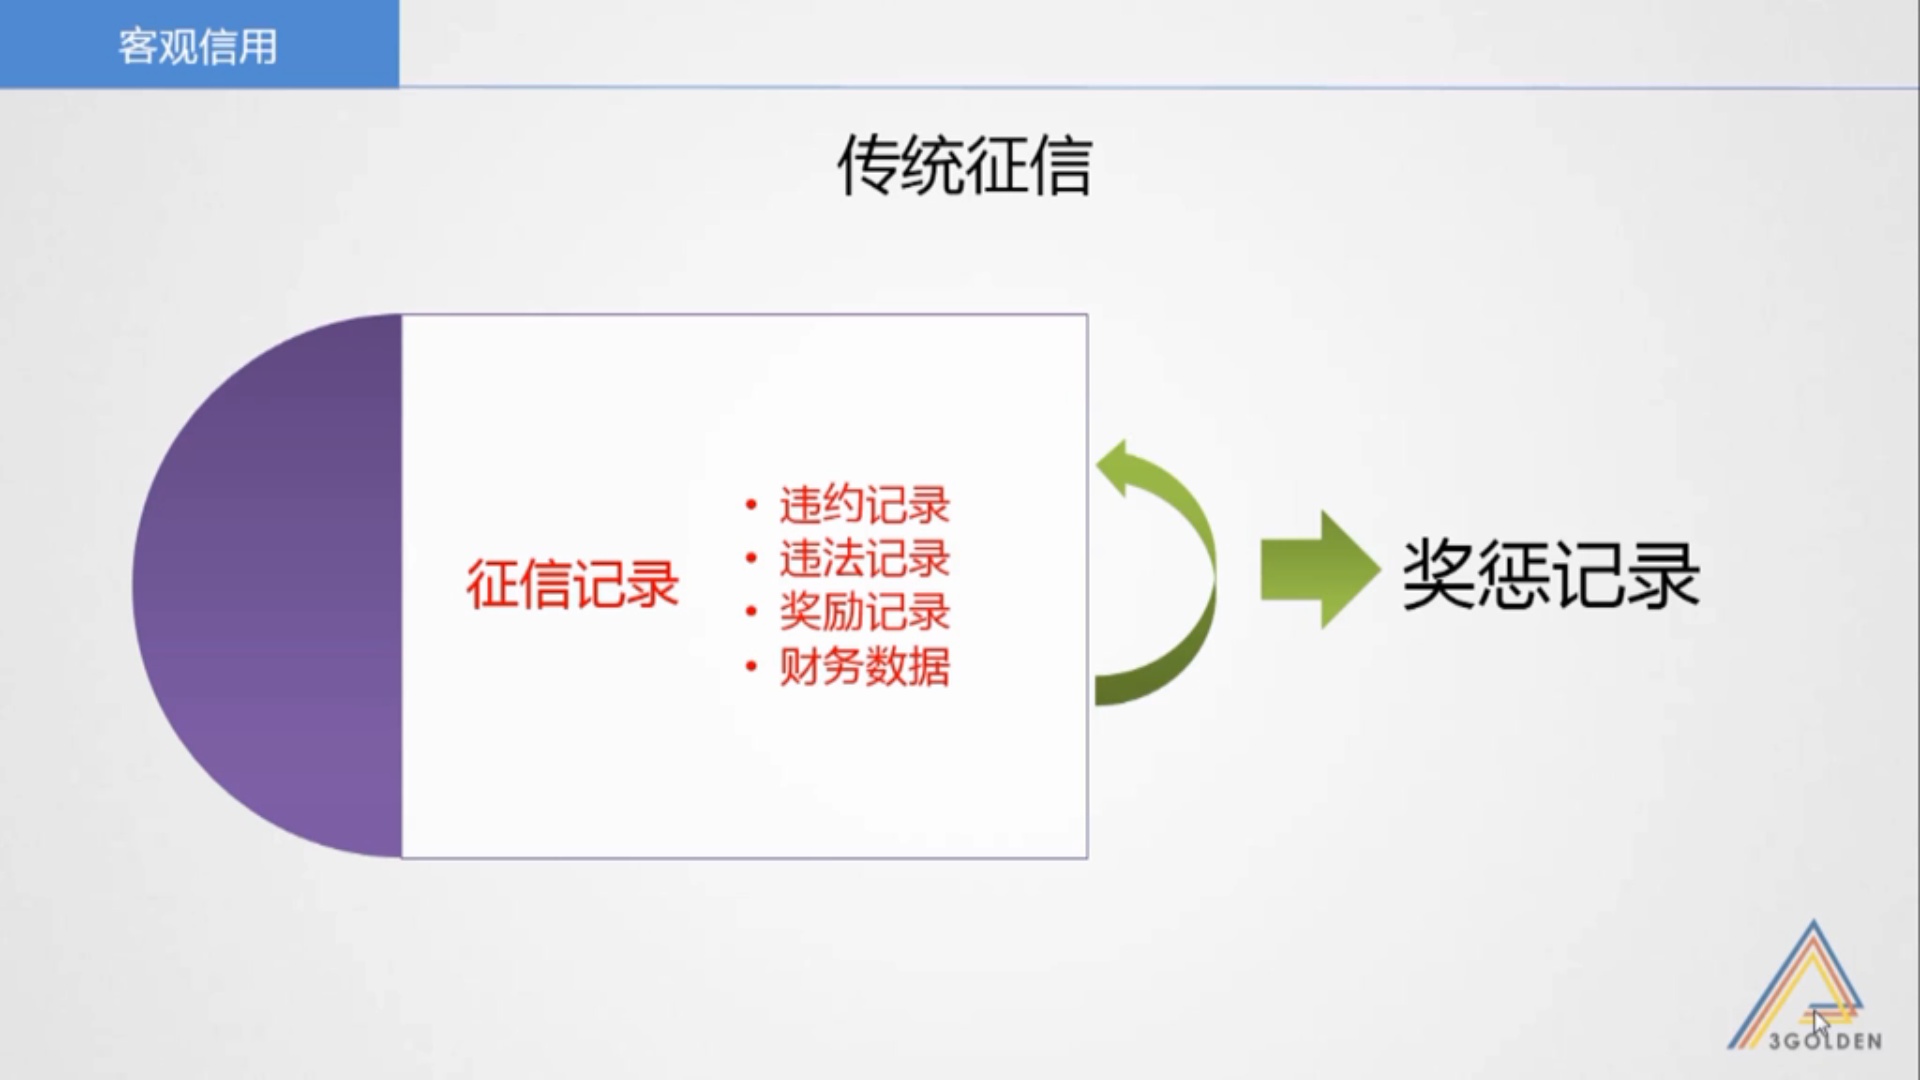 客观信用
传统征信
征信记录
• 违约记录
• 违法记录
• 奖励记录
• 财务数据
奖惩记录
3GOLDEN